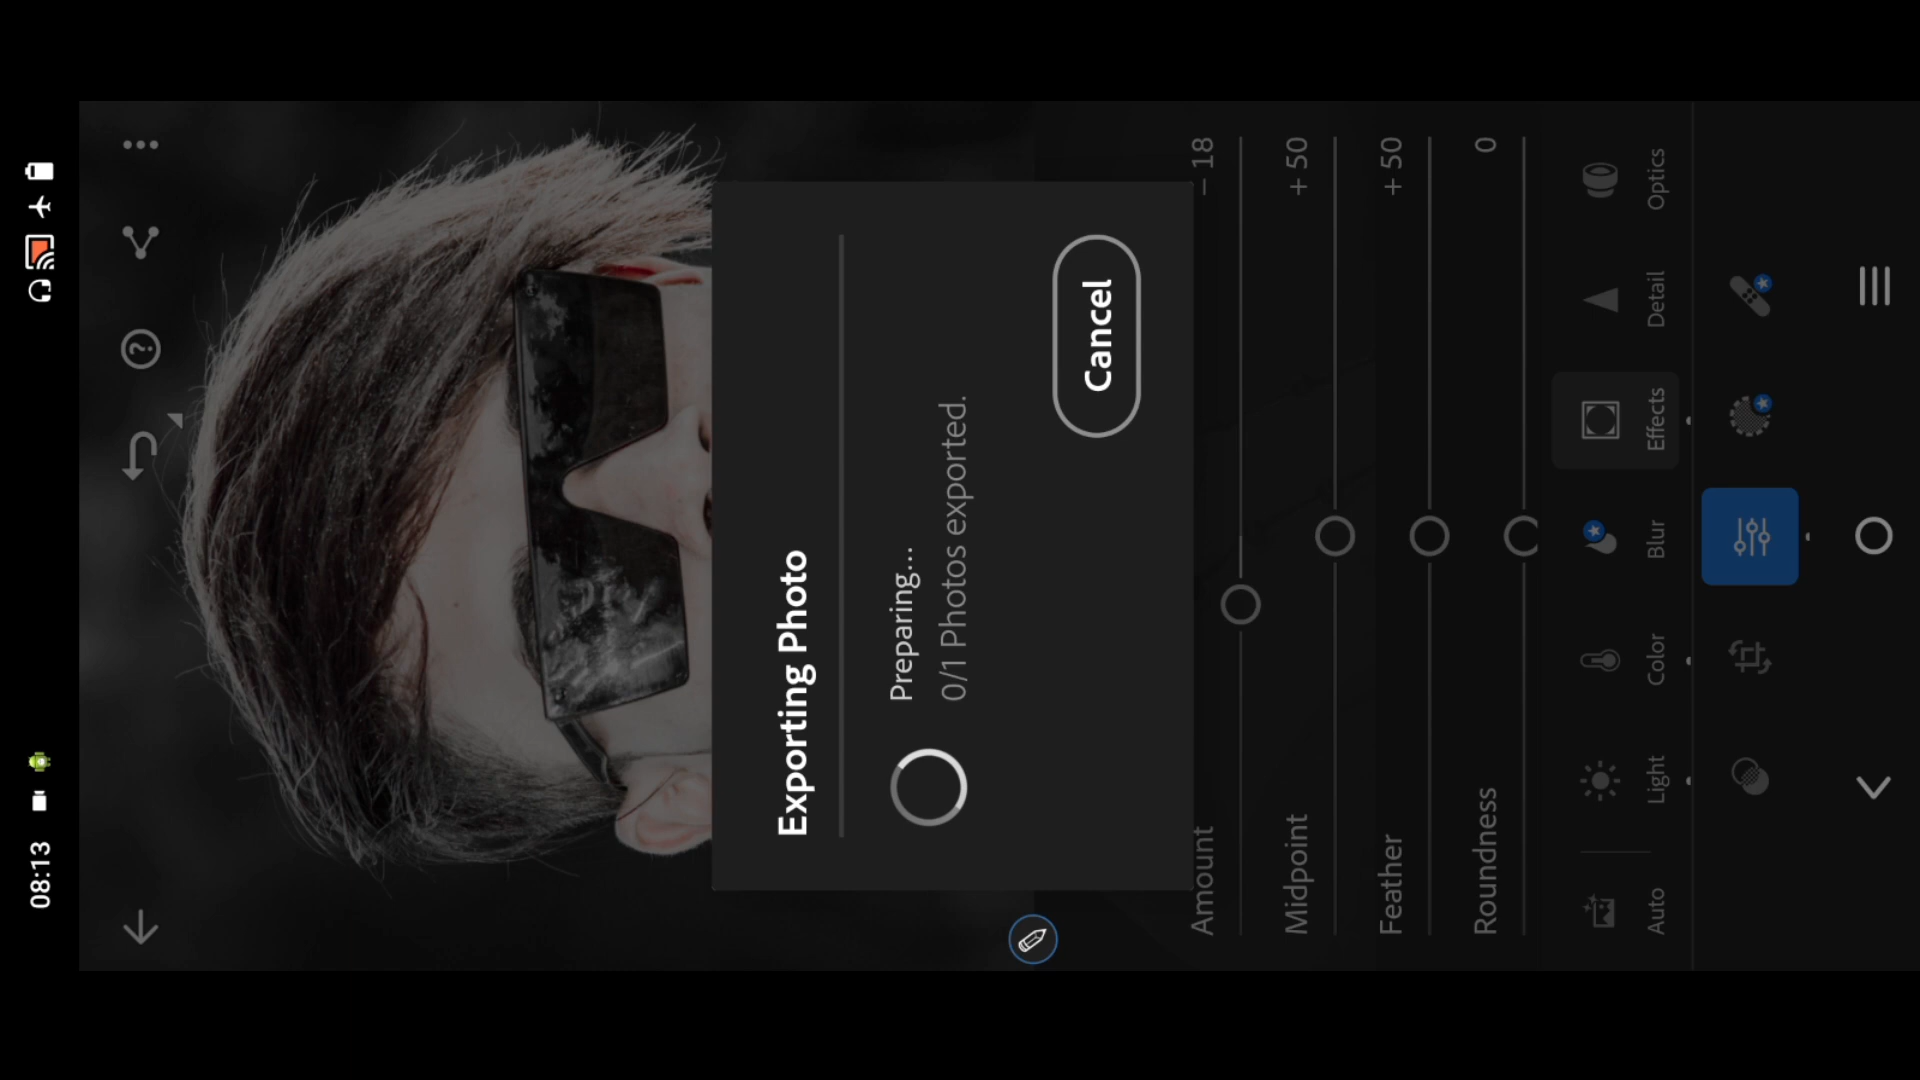 08:13
Exporting Photo
Preparing...
0/1 Photos exported.
Cancel
Amount – 18
Midpoint + 50
Feather + 50
Roundness 0
Auto
Light
Color
Blur
Effects
Detail
Optics